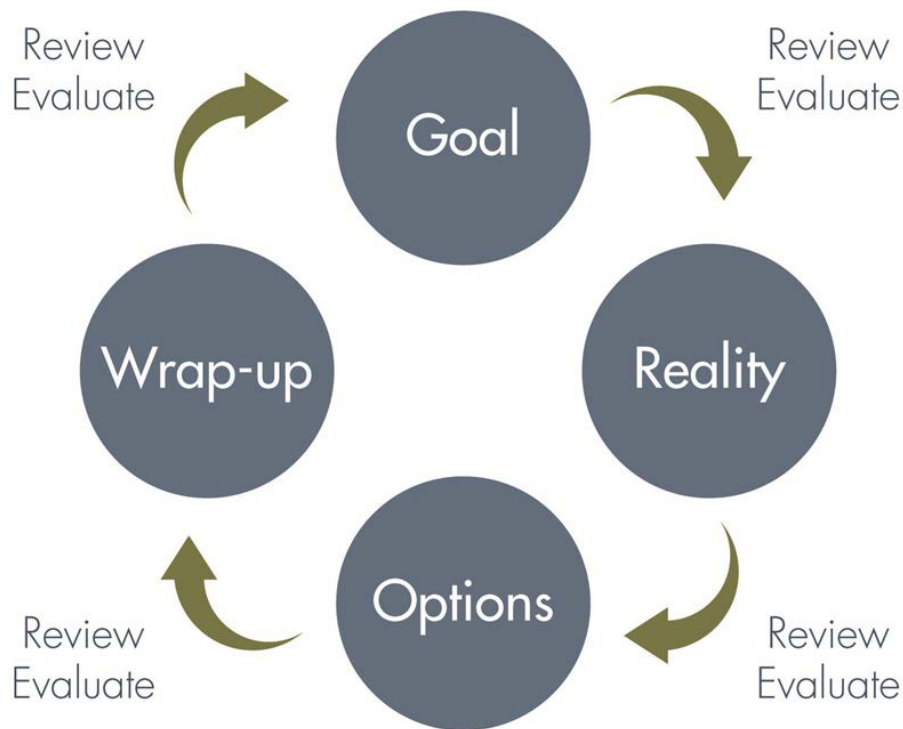 Review
Evaluate
Goal
Review
Evaluate
Wrap-up
Reality
Options
Review
Evaluate
Review
Evaluate